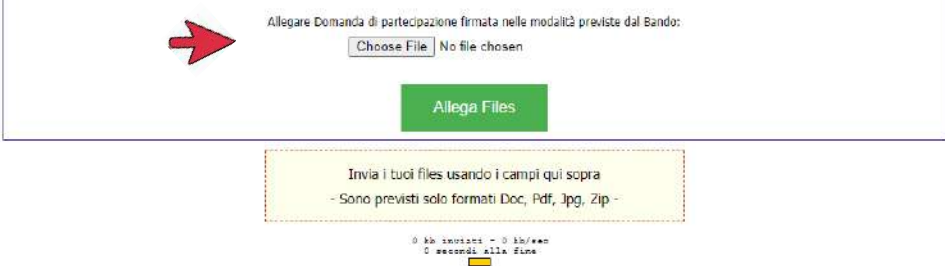 Allegare Domanda di partecipazione firmata nelle modalità previste dal Bando:
Choose File No file chosen
Allega Files
Invia i tuoi files usando i campi qui sopra
- Sono previsti solo formati Doc, Pdf, Jpg, Zip -
0 kb inviati - 0 kb/sec
0 secondi alla fine